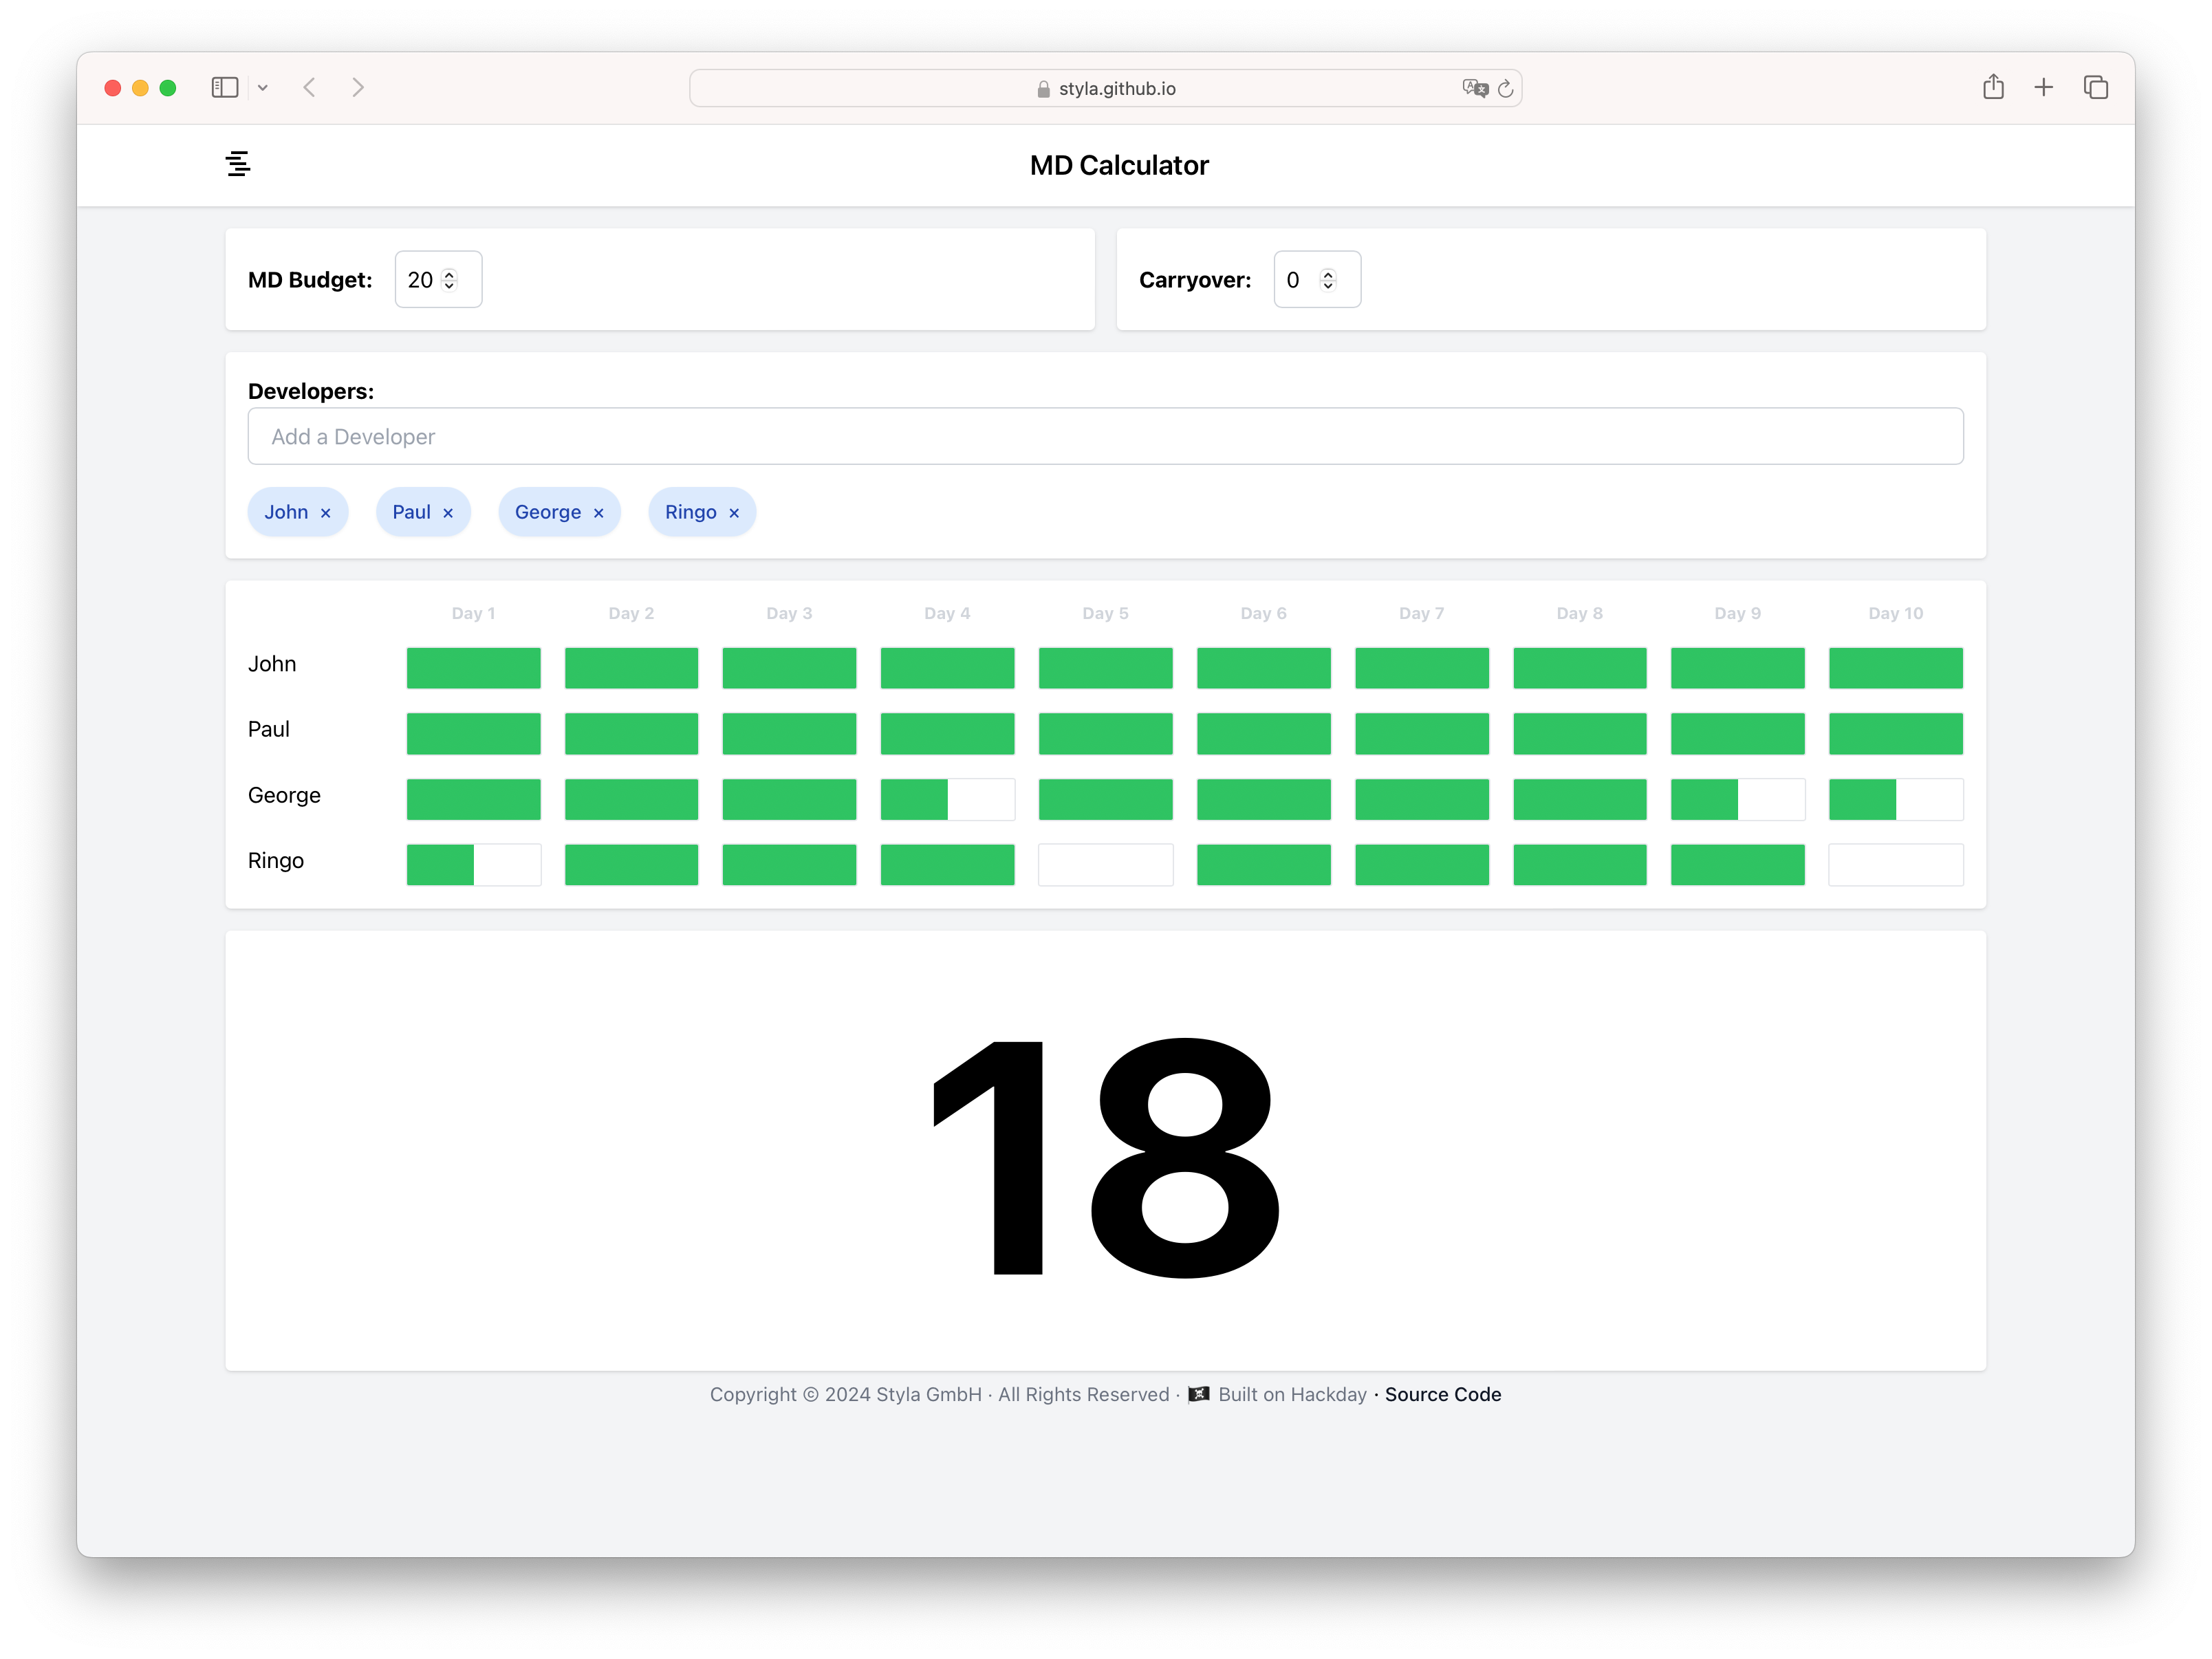 styla.github.io
MD Calculator
MD Budget: 20
Carryover: 0
Developers:
Add a Developer
John × Paul × George × Ringo ×
Day 1 Day 2 Day 3 Day 4 Day 5 Day 6 Day 7 Day 8 Day 9 Day 10
John
Paul
George
Ringo
18
Copyright © 2024 Styla GmbH · All Rights Reserved · 🏴‍☠️ Built on Hackday · Source Code